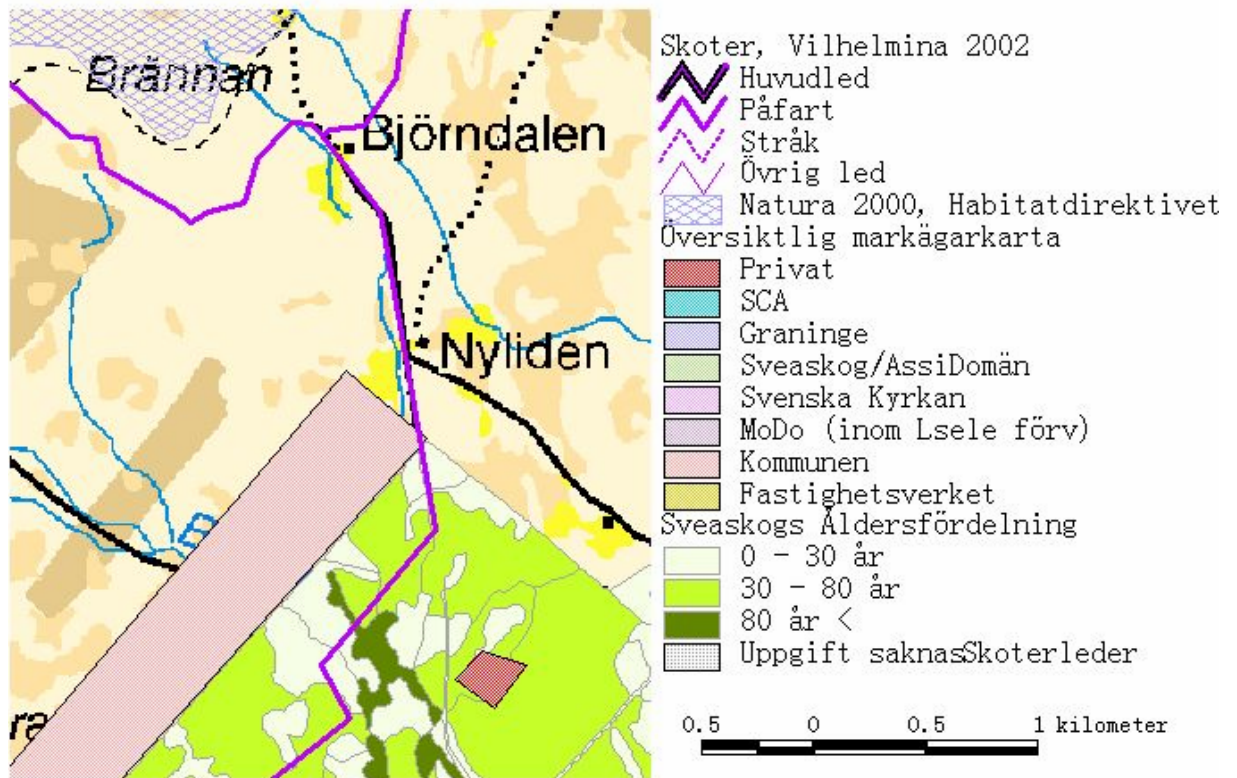 Brännan
Björndalen
Nyliden
ra
Skoter, Vilhelmina 2002
Huvudled
Påfart
Stråk
Övrig led
Natura 2000, Habitatdirektivet
Översiktlig markägarkarta
Privat
SCA
Graninge
Sveaskog/AssiDomän
Svenska Kyrkan
MoDo (inom Lsele förv)
Kommunen
Fastighetsverket
Sveaskogs Åldersfördelning
0 - 30 år
30 - 80 år
80 år <
Uppgift saknasSkoterleder
0.5 0 0.5 1 kilometer